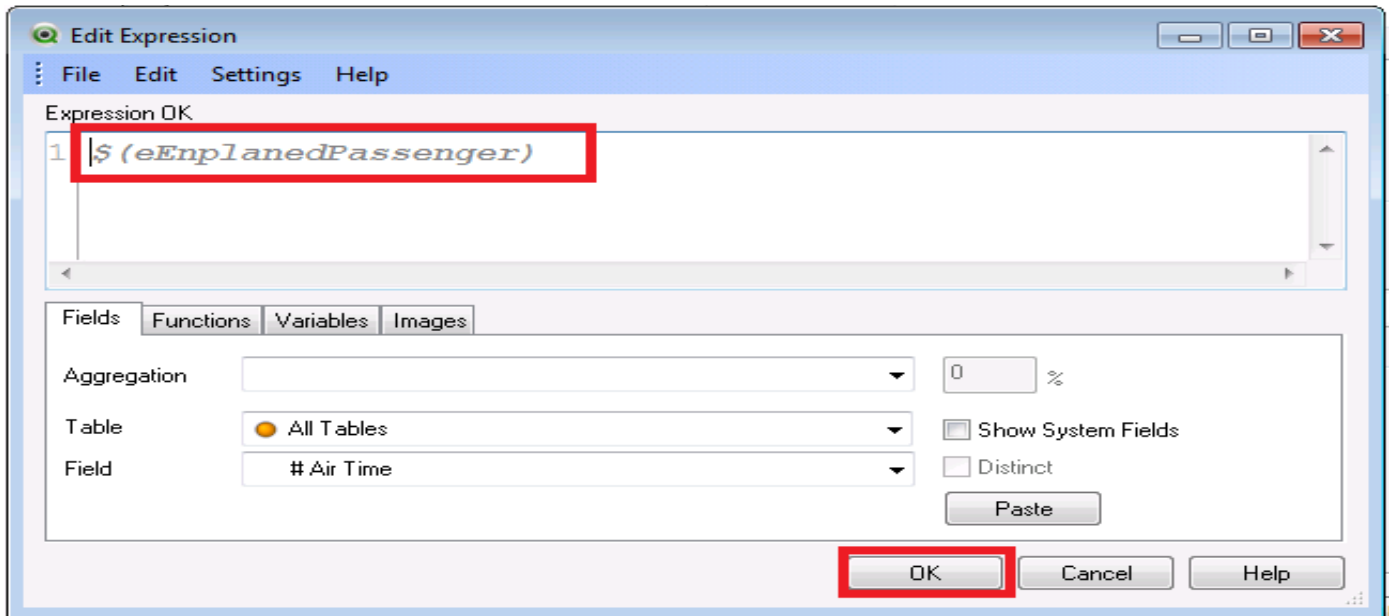 Edit Expression
File Edit Settings Help
Expression OK
1 $(eEnplanedPassenger)
Fields Functions Variables Images
Aggregation 0 %
Table All Tables Show System Fields
Field # Air Time Distinct
Paste
OK Cancel Help